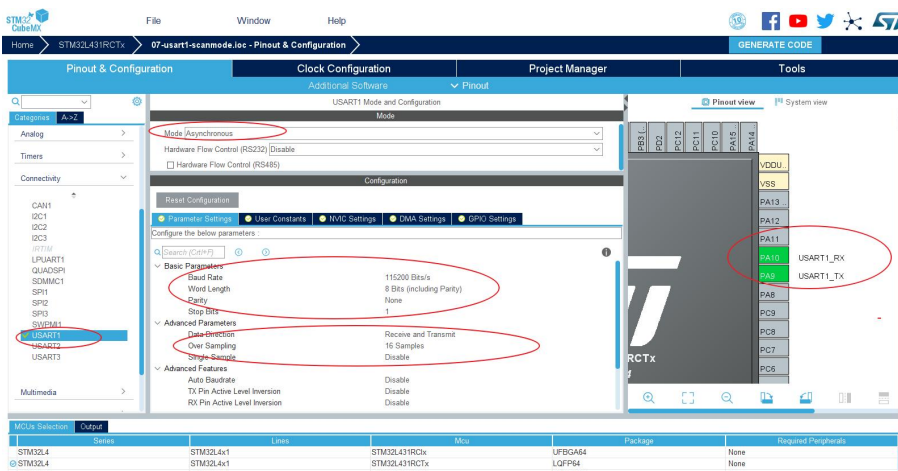 STM32
CubeMX
File Window Help
Home STM32L431RCTx 07-usart1-scanmode.ioc - Pinout & Configuration GENERATE CODE
Pinout & Configuration Clock Configuration Project Manager Tools
Additional Software Pinout
USART1 Mode and Configuration
Mode
Mode Asynchronous
Hardware Flow Control (RS232) Disable
Hardware Flow Control (RS485)
Configuration
Reset Configuration
Parameter Settings User Constants NVIC Settings DMA Settings GPIO Settings
Configure the below parameters :
Search (Ctrl+F)
Basic Parameters
Baud Rate 115200 Bits/s
Word Length 8 Bits (including Parity)
Parity None
Stop Bits 1
Advanced Parameters
Data Direction Receive and Transmit
Over Sampling 16 Samples
Single Sample Disable
Advanced Features
Auto Baudrate Disable
TX Pin Active Level Inversion Disable
RX Pin Active Level Inversion Disable
Categories A->Z
Analog
Timers
Connectivity
CAN1
I2C1
I2C2
I2C3
IRTIM
LPUART1
QUADSPI
SDMMC1
SPI1
SPI2
SPI3
SWPMI1
USART1
USART2
USART3
Multimedia
Pinout view System view
PB3 (..
PD2
PC12
PC11
PC10
PA15
PA14
VDDU..
VSS
PA13 ..
PA12
PA11
PA10 USART1_RX
PA9 USART1_TX
PA8
PC9
PC8
PC7
PC6
RCTx
MCUs Selection Output
Series Lines Mcu Package Required Peripherals
STM32L4 STM32L4x1 STM32L431RCIx UFBGA64 None
STM32L4 STM32L4x1 STM32L431RCTx LQFP64 None